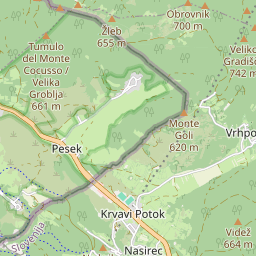 Obrovnik
700 m
Žleb
655 m
Tumulo
del Monte
Cocusso /
Velika
Groblja
661 m
Veliko
Gradišč
742 m
Monte
Goli
620 m
Vrhpo
Pesek
Krvavi Potok
Videž
664 m
Nasirec
Slovenija